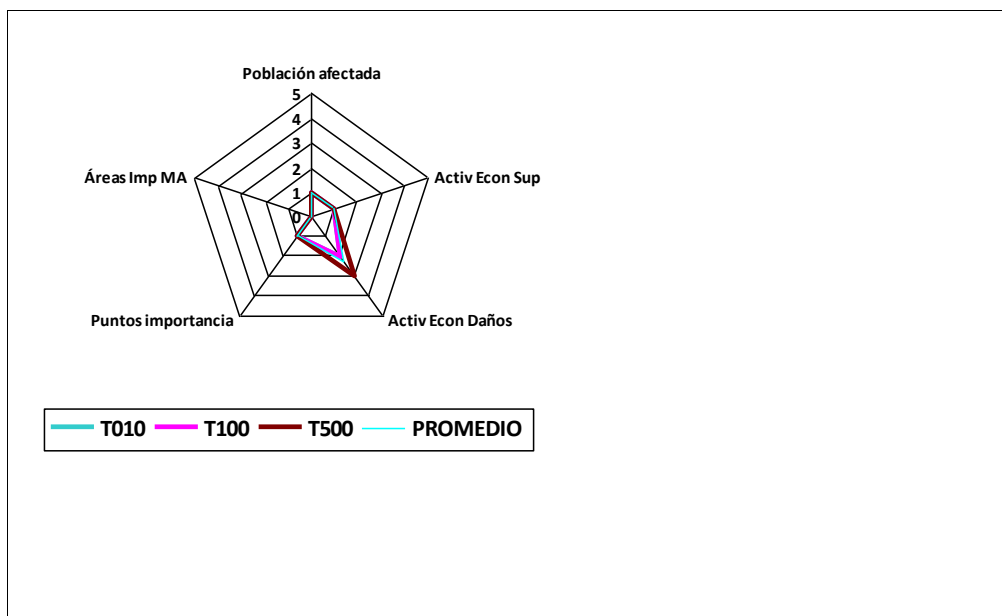 Población afectada
5
4
3
2
1
0
Áreas Imp MA
Activ Econ Sup
Puntos importancia
Activ Econ Daños
T010 T100 T500 PROMEDIO